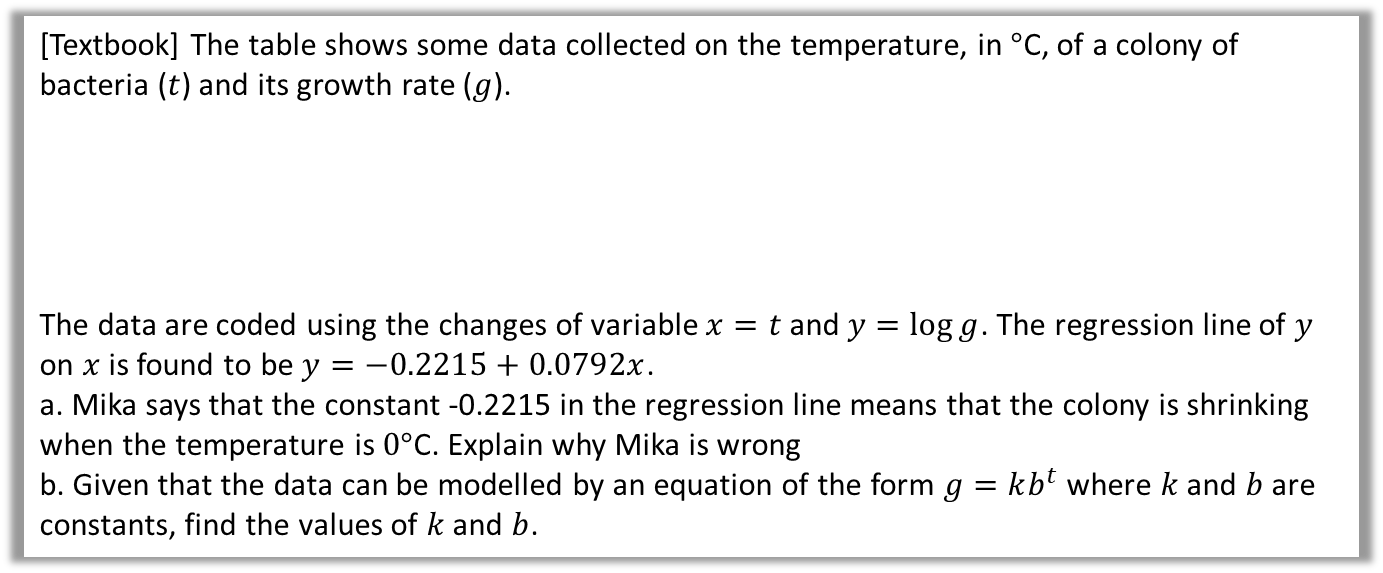 [Textbook] The table shows some data collected on the temperature, in °C, of a colony of
bacteria (t) and its growth rate (g).
The data are coded using the changes of variable x = t and y = log g. The regression line of y
on x is found to be y = −0.2215 + 0.0792x.
a. Mika says that the constant -0.2215 in the regression line means that the colony is shrinking
when the temperature is 0°C. Explain why Mika is wrong
b. Given that the data can be modelled by an equation of the form g = kbᵗ where k and b are
constants, find the values of k and b.